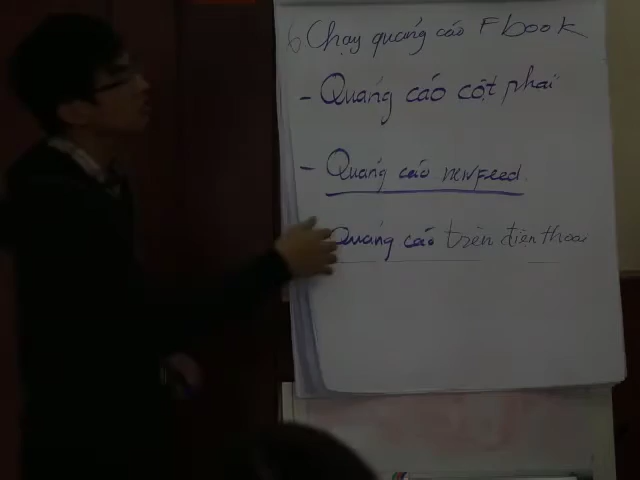 6 Chạy quảng cáo Fbook
- Quảng cáo cột phải
- Quảng cáo newfeed.
Quảng cáo trên điện thoại